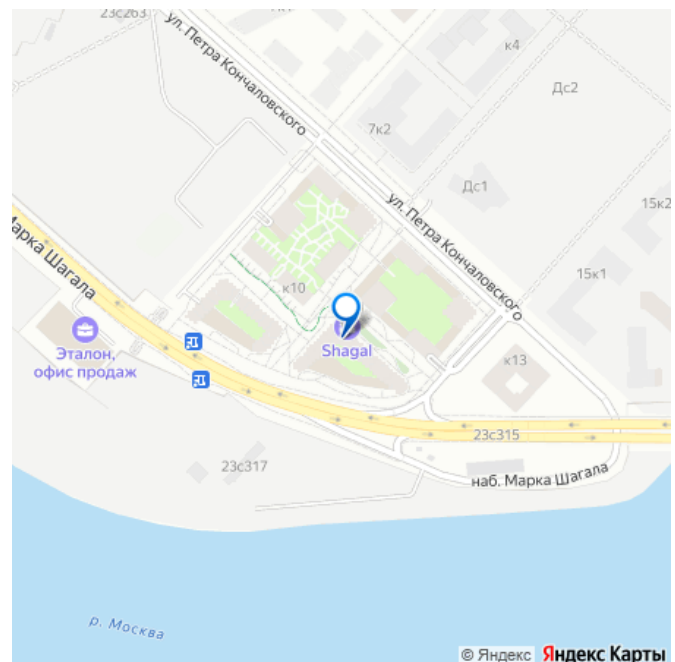 23с263
к4
ул. Петра Кончаловского
Дс2
7к2
Дс1
15к2
ул. Петра Кончаловского
15к1
Марка Шагала
к10
Эталон,
офис продаж
Shagal
к13
23с315
23с317
наб. Марка Шагала
р. Москва
© Яндекс Яндекс Карты